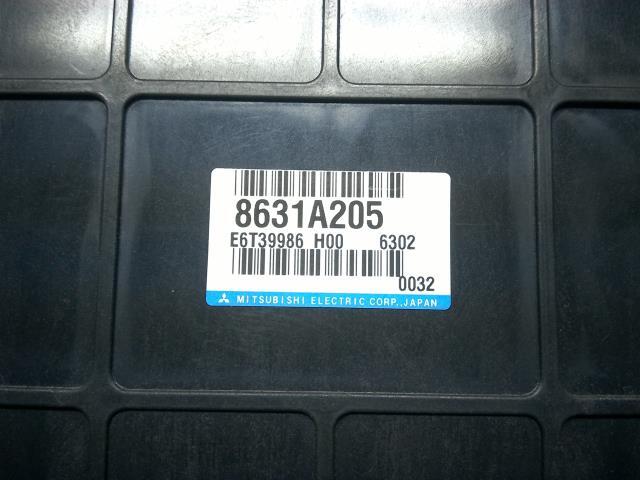 8631A205
E6T39986 H00 6302
0032
MITSUBISHI ELECTRIC CORP.,JAPAN